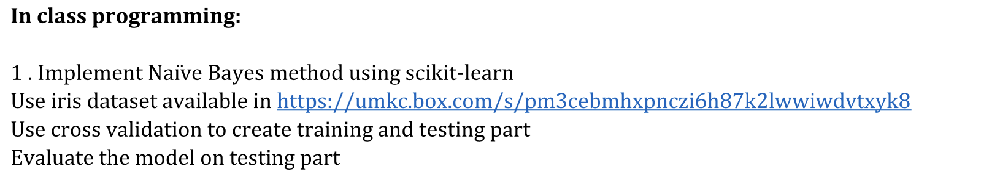 In class programming:
1 . Implement Naïve Bayes method using scikit-learn
Use iris dataset available in https://umkc.box.com/s/pm3cebmhxpnczi6h87k2lwwiwdvtxyk8
Use cross validation to create training and testing part
Evaluate the model on testing part